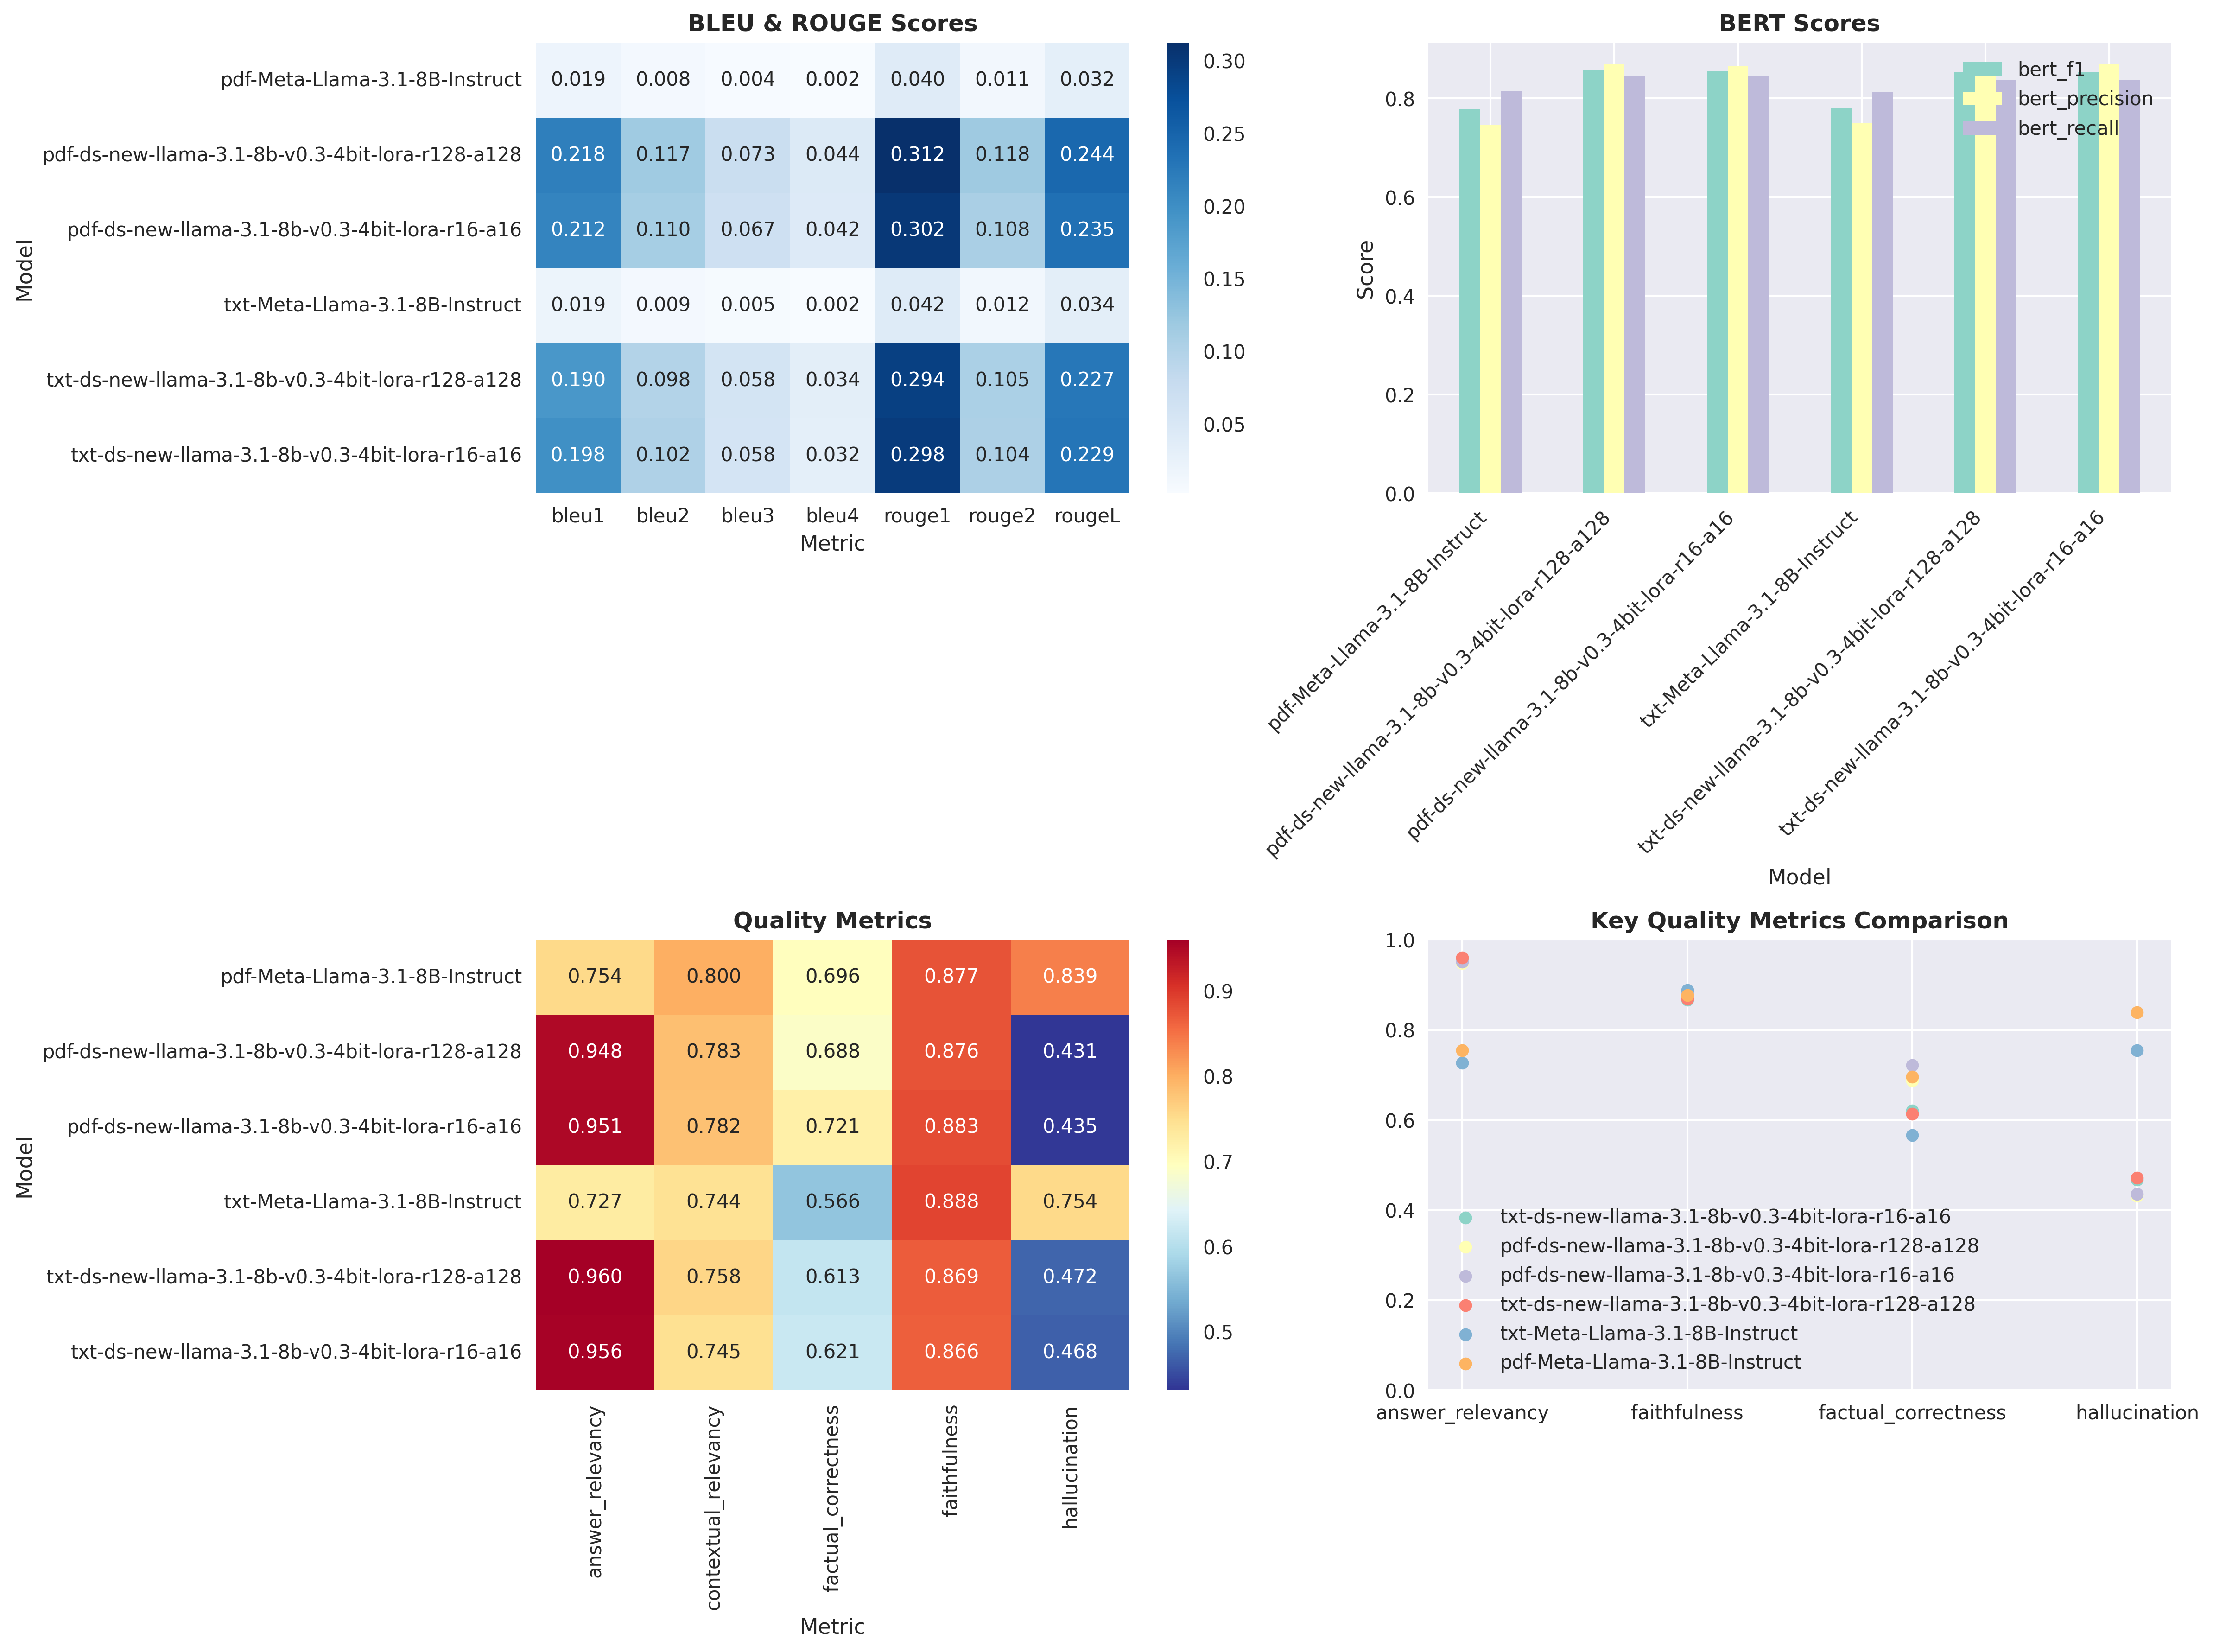 BLEU & ROUGE Scores
Model
pdf-Meta-Llama-3.1-8B-Instruct 0.019 0.008 0.004 0.002 0.040 0.011 0.032
pdf-ds-new-llama-3.1-8b-v0.3-4bit-lora-r128-a128 0.218 0.117 0.073 0.044 0.312 0.118 0.244
pdf-ds-new-llama-3.1-8b-v0.3-4bit-lora-r16-a16 0.212 0.110 0.067 0.042 0.302 0.108 0.235
txt-Meta-Llama-3.1-8B-Instruct 0.019 0.009 0.005 0.002 0.042 0.012 0.034
txt-ds-new-llama-3.1-8b-v0.3-4bit-lora-r128-a128 0.190 0.098 0.058 0.034 0.294 0.105 0.227
txt-ds-new-llama-3.1-8b-v0.3-4bit-lora-r16-a16 0.198 0.102 0.058 0.032 0.298 0.104 0.229
bleu1 bleu2 bleu3 bleu4 rouge1 rouge2 rougeL
Metric
0.30
0.25
0.20
0.15
0.10
0.05
BERT Scores
Score
0.8
0.6
0.4
0.2
0.0
bert_f1
bert_precision
bert_recall
pdf-Meta-Llama-3.1-8B-Instruct
pdf-ds-new-llama-3.1-8b-v0.3-4bit-lora-r128-a128
pdf-ds-new-llama-3.1-8b-v0.3-4bit-lora-r16-a16
txt-Meta-Llama-3.1-8B-Instruct
txt-ds-new-llama-3.1-8b-v0.3-4bit-lora-r128-a128
txt-ds-new-llama-3.1-8b-v0.3-4bit-lora-r16-a16
Model
Quality Metrics
Model
pdf-Meta-Llama-3.1-8B-Instruct 0.754 0.800 0.696 0.877 0.839
pdf-ds-new-llama-3.1-8b-v0.3-4bit-lora-r128-a128 0.948 0.783 0.688 0.876 0.431
pdf-ds-new-llama-3.1-8b-v0.3-4bit-lora-r16-a16 0.951 0.782 0.721 0.883 0.435
txt-Meta-Llama-3.1-8B-Instruct 0.727 0.744 0.566 0.888 0.754
txt-ds-new-llama-3.1-8b-v0.3-4bit-lora-r128-a128 0.960 0.758 0.613 0.869 0.472
txt-ds-new-llama-3.1-8b-v0.3-4bit-lora-r16-a16 0.956 0.745 0.621 0.866 0.468
answer_relevancy
contextual_relevancy
factual_correctness
faithfulness
hallucination
Metric
0.9
0.8
0.7
0.6
0.5
Key Quality Metrics Comparison
1.0
0.8
0.6
0.4
0.2
0.0
txt-ds-new-llama-3.1-8b-v0.3-4bit-lora-r16-a16
pdf-ds-new-llama-3.1-8b-v0.3-4bit-lora-r128-a128
pdf-ds-new-llama-3.1-8b-v0.3-4bit-lora-r16-a16
txt-ds-new-llama-3.1-8b-v0.3-4bit-lora-r128-a128
txt-Meta-Llama-3.1-8B-Instruct
pdf-Meta-Llama-3.1-8B-Instruct
answer_relevancy faithfulness factual_correctness hallucination